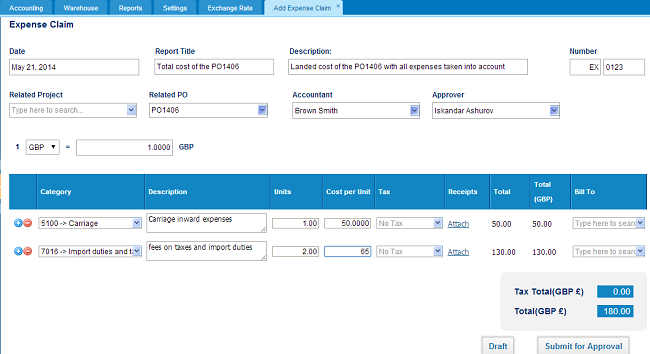 Accounting Warehouse Reports Settings Exchange Rate Add Expense Claim ×
Expense Claim
Date Report Title Description: Number
May 21, 2014 Total cost of the PO1406 Landed cost of the PO1406 with all expenses taken into account EX 0123
Related Project Related PO Accountant Approver
Type here to search... PO1406 Brown Smith Iskandar Ashurov
1 GBP = 1.0000 GBP
Category Description Units Cost per Unit Tax Receipts Total Total (GBP) Bill To
5100 -> Carriage Carriage inward expenses 1.00 50.0000 No Tax Attach 50.00 50.00 Type here to sear
7016 -> Import duties and ta fees on taxes and import duties 2.00 65 No Tax Attach 130.00 130.00 Type here to sear
Tax Total(GBP £) 0.00
Total(GBP £) 180.00
Draft Submit for Approval